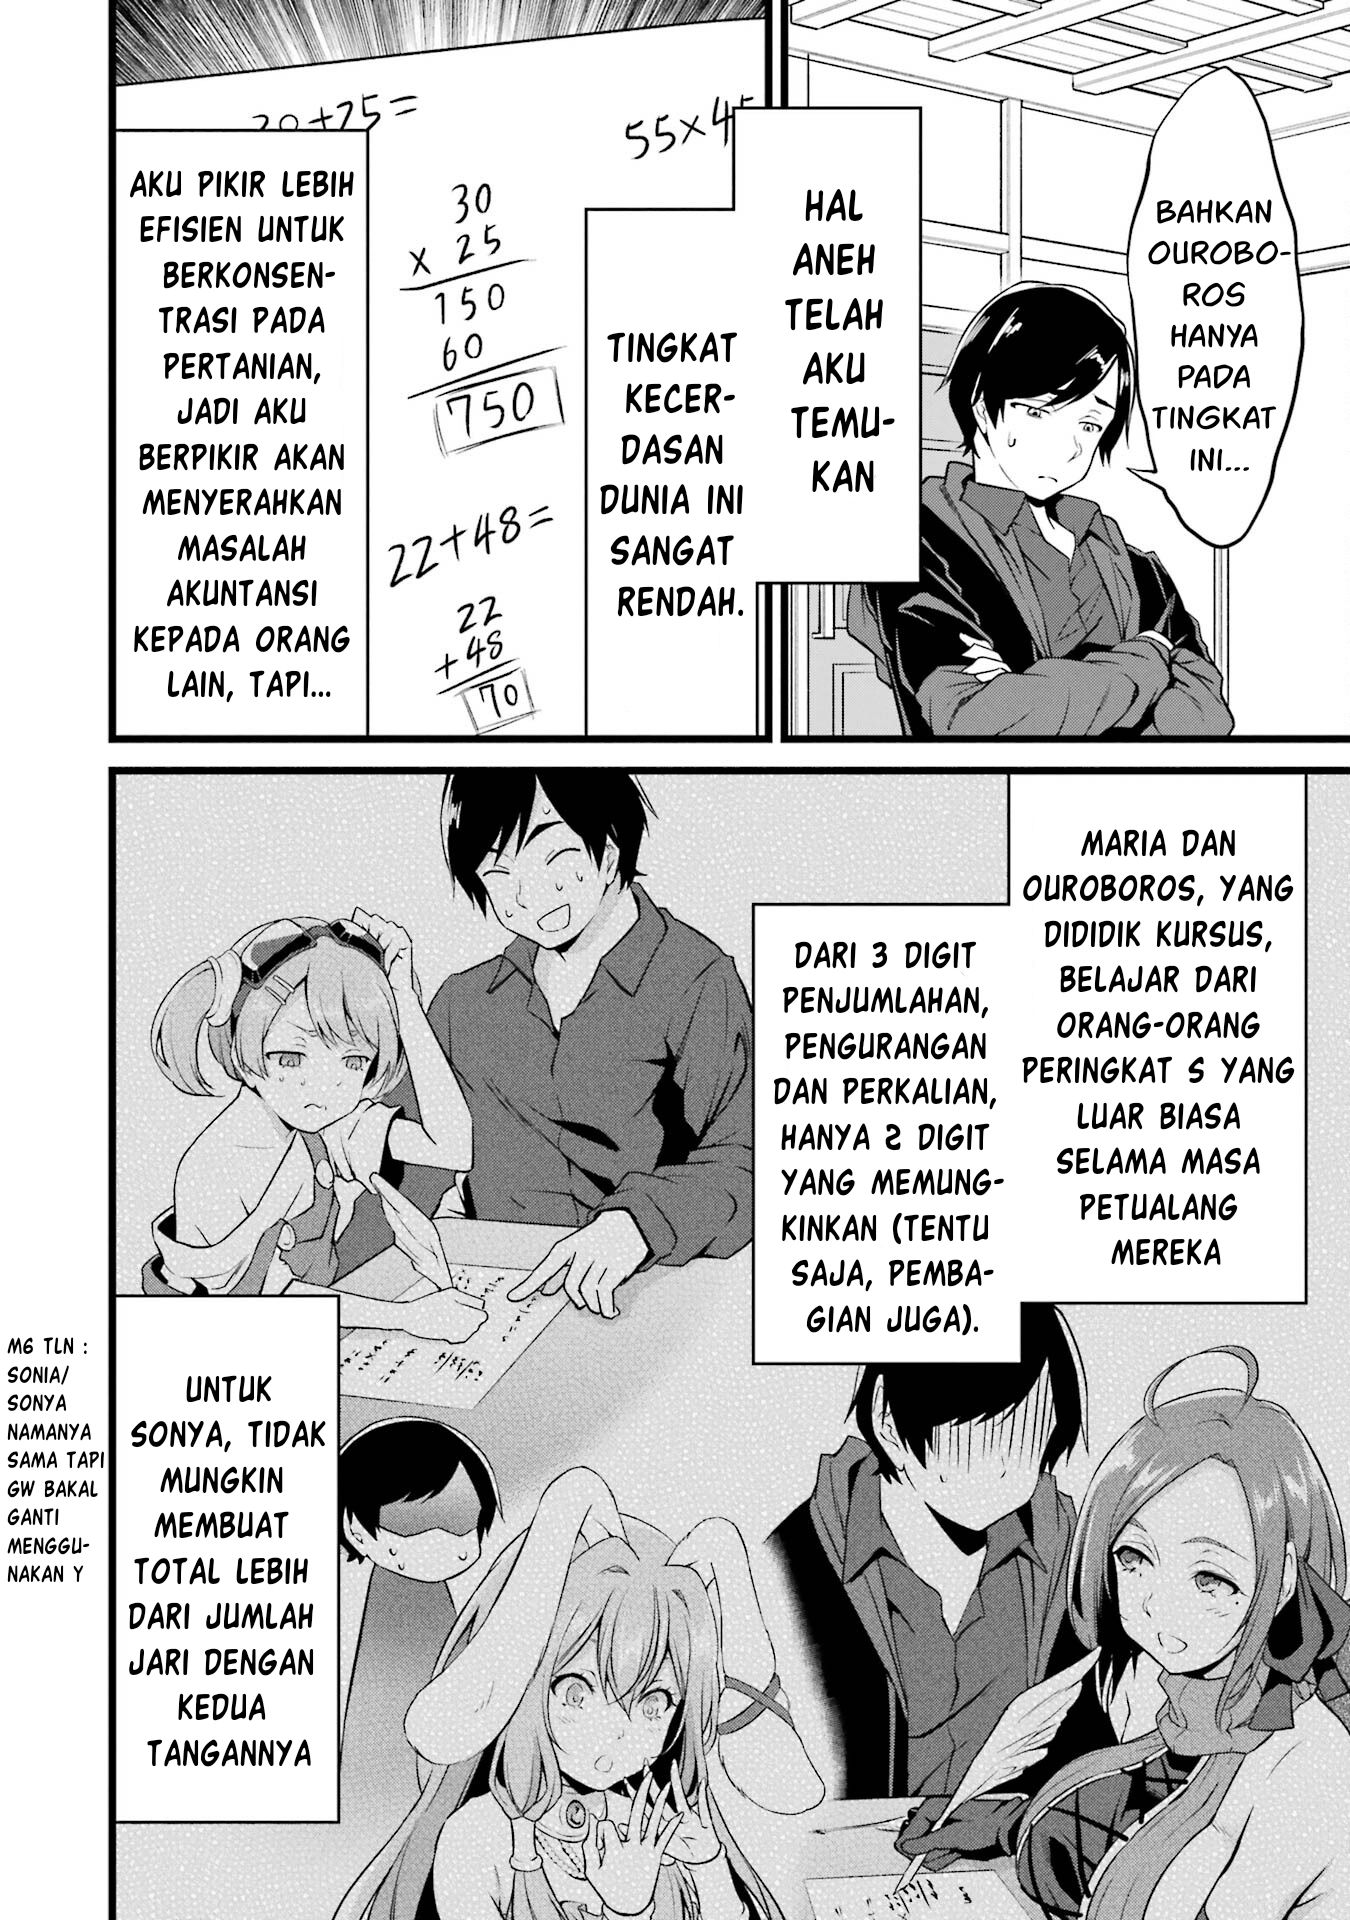 BAHKAN
OUROBO-
ROS
HANYA
PADA
TINGKAT
INI...
HAL
ANEH
TELAH
AKU
TEMU-
KAN
TINGKAT
KECER-
DASAN
DUNIA INI
SANGAT
RENDAH.
55×45
30
× 25
150
60
750
22+48=
22
+48
70
AKU PIKIR LEBIH
EFISIEN UNTUK
BERKONSEN-
TRASI PADA
PERTANIAN,
JADI AKU
BERPIKIR AKAN
MENYERAHKAN
MASALAH
AKUNTANSI
KEPADA ORANG
LAIN, TAPI...
MARIA DAN
OUROBOROS, YANG
DIDIDIK KURSUS,
BELAJAR DARI
ORANG-ORANG
PERINGKAT S YANG
LUAR BIASA
SELAMA MASA
PETUALANG
MEREKA
DARI 3 DIGIT
PENJUMLAHAN,
PENGURANGAN
DAN PERKALIAN,
HANYA 2 DIGIT
YANG MEMUNG-
KINKAN (TENTU
SAJA, PEMBA-
GIAN JUGA).
UNTUK
SONYA, TIDAK
MUNGKIN
MEMBUAT
TOTAL LEBIH
DARI JUMLAH
JARI DENGAN
KEDUA
TANGANNYA
M6 TLN :
SONIA/
SONYA
NAMANYA
SAMA TAPI
GW BAKAL
GANTI
MENGGU-
NAKAN Y